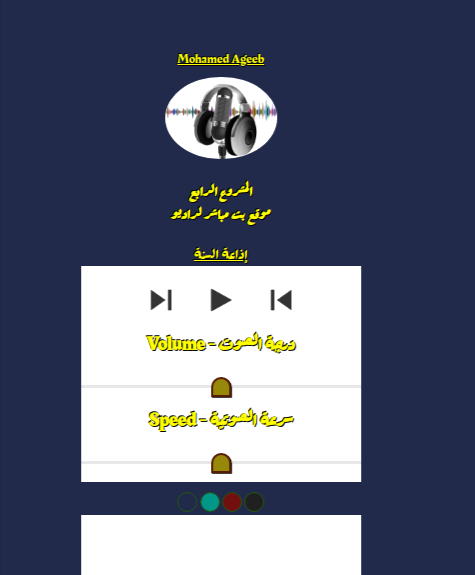 Mohamed Ageeb
المشروع الرابع
موقع بث مباشر لراديو
إذاعة السنة
درجة الصوت - Volume
سرعة الصوتية - Speed